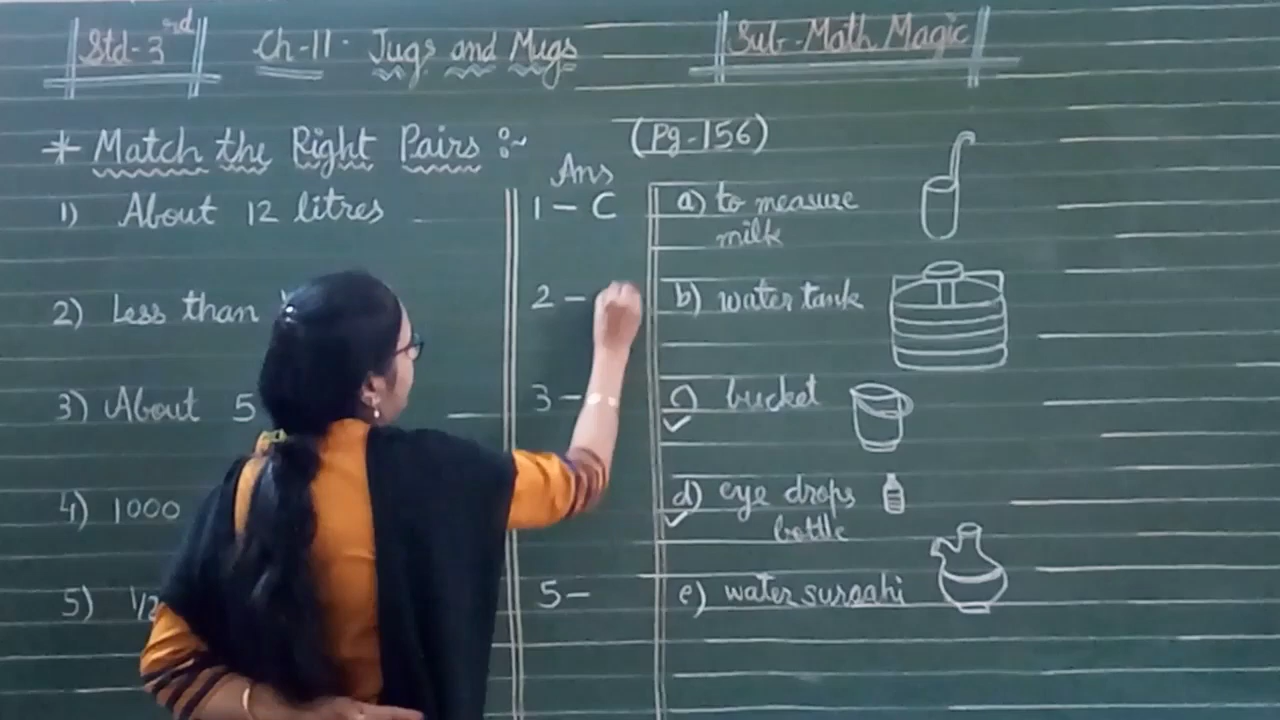 Std-3rd
Ch-11. Jugs and Mugs
Sub-Math Magic
* Match the Right Pairs :-
(Pg-156)
Ans
1) About 12 litres
1 - C
a) to measure
milk
2) Less than
2 -
b) water tank
3) About 5
3 -
c) bucket
4) 1000
d) eye drops
bottle
5) 1/2
5 -
e) water suraahi